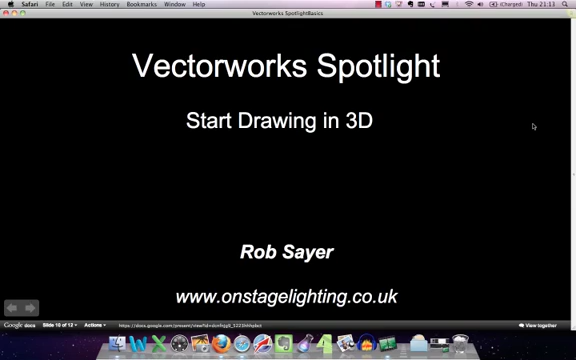 Safari File Edit View History Bookmarks Window Help
(Charged) Thu 21:13
Vectorworks SpotlightBasics
Vectorworks Spotlight
Start Drawing in 3D
Rob Sayer
www.onstagelighting.co.uk
Google docs Slide 10 of 12 Actions View together